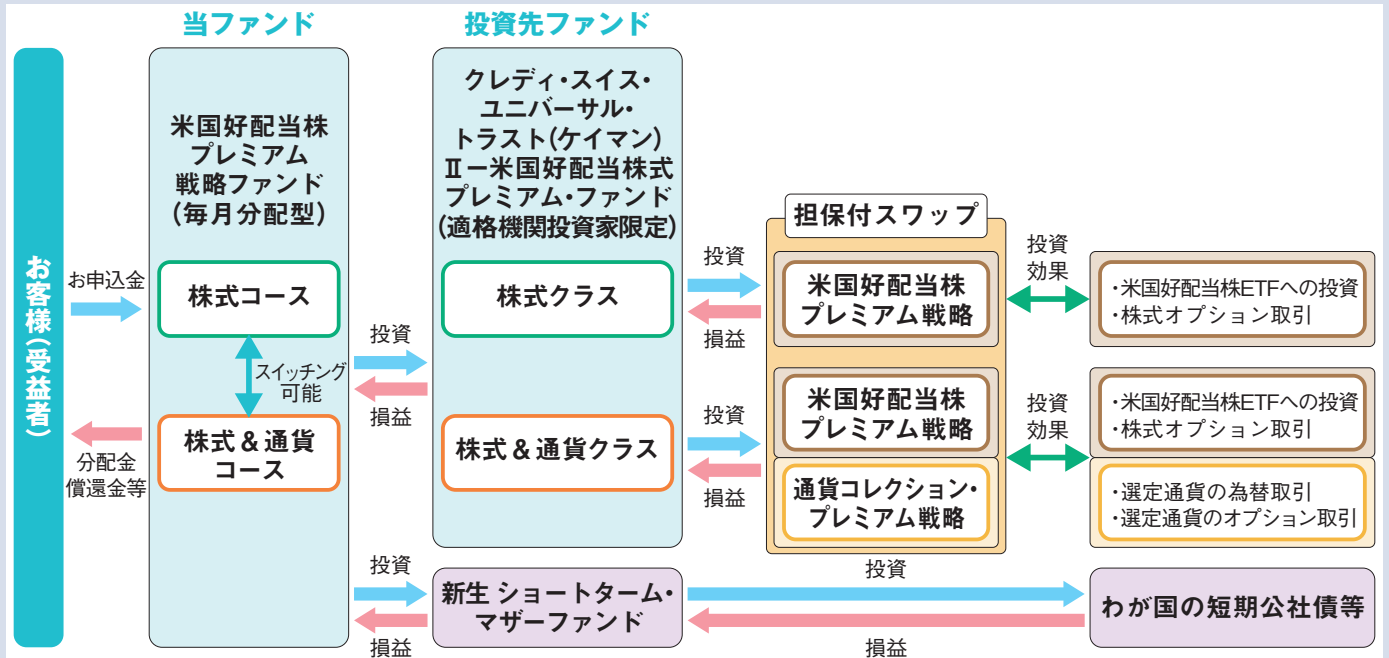 当ファンド
投資先ファンド
お客様(受益者)
お申込金
分配金
償還金等
米国好配当株
プレミアム
戦略ファンド
(毎月分配型)
株式コース
スイッチング
可能
株式&通貨
コース
投資
損益
投資
損益
クレディ・スイス・
ユニバーサル・
トラスト(ケイマン)
Ⅱー米国好配当株式
プレミアム・ファンド
(適格機関投資家限定)
株式クラス
株式&通貨クラス
新生 ショートターム・
マザーファンド
投資
損益
投資
損益
担保付スワップ
米国好配当株
プレミアム戦略
米国好配当株
プレミアム戦略
通貨コレクション・
プレミアム戦略
投資
効果
投資
効果
・米国好配当株ETFへの投資
・株式オプション取引
・米国好配当株ETFへの投資
・株式オプション取引
・選定通貨の為替取引
・選定通貨のオプション取引
投資
損益
わが国の短期公社債等